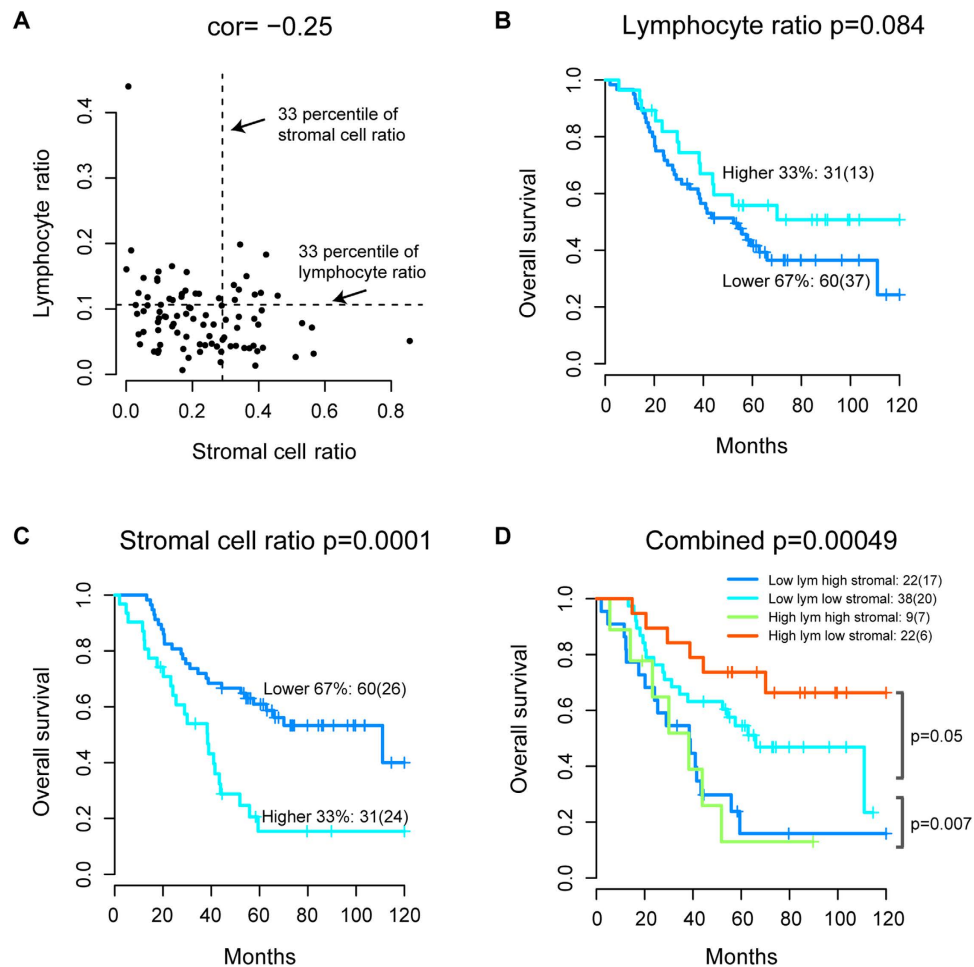 A
cor= −0.25
33 percentile of
stromal cell ratio
33 percentile of
lymphocyte ratio
Lymphocyte ratio
0.4
0.3
0.2
0.1
0.0
0.0 0.2 0.4 0.6 0.8
Stromal cell ratio
B
Lymphocyte ratio p=0.084
Overall survival
1.0
0.8
0.6
0.4
0.2
0.0
Higher 33%: 31(13)
Lower 67%: 60(37)
0 20 40 60 80 100 120
Months
C
Stromal cell ratio p=0.0001
Overall survival
1.0
0.8
0.6
0.4
0.2
0.0
Lower 67%: 60(26)
Higher 33%: 31(24)
0 20 40 60 80 100 120
Months
D
Combined p=0.00049
Low lym high stromal: 22(17)
Low lym low stromal: 38(20)
High lym high stromal: 9(7)
High lym low stromal: 22(6)
Overall survival
1.0
0.8
0.6
0.4
0.2
0.0
p=0.05
p=0.007
0 20 40 60 80 100 120
Months